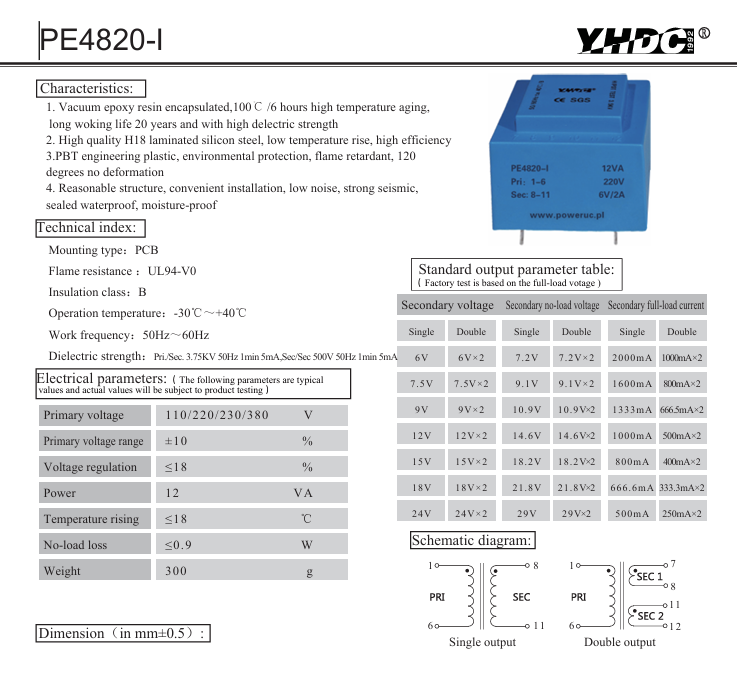 PE4820-I
YHDC 1992 ®
Characteristics:
1. Vacuum epoxy resin encapsulated,100℃ /6 hours high temperature aging,
long woking life 20 years and with high dielectric strength
2. High quality H18 laminated silicon steel, low temperature rise, high efficiency
3.PBT engineering plastic, environmental protection, flame retardant, 120
degrees no deformation
4. Reasonable structure, convenient installation, low noise, strong seismic,
sealed waterproof, moisture-proof
CE SGS
PE4820-I 12VA
Pri: 1-6 220V
Sec: 8-11 6V/2A
www.poweruc.pl
Technical index:
Mounting type：PCB
Flame resistance：UL94-V0
Insulation class：B
Operation temperature：-30℃～+40℃
Work frequency：50Hz～60Hz
Dielectric strength：Pri./Sec. 3.75KV 50Hz 1min 5mA,Sec/Sec 500V 50Hz 1min 5mA
Electrical parameters: ( The following parameters are typical
values and actual values will be subject to product testing )
Primary voltage 110/220/230/380 V
Primary voltage range ±10 %
Voltage regulation ≤18 %
Power 12 VA
Temperature rising ≤18 ℃
No-load loss ≤0.9 W
Weight 300 g
Standard output parameter table:
( Factory test is based on the full-load votage )
Secondary voltage Secondary no-load voltage Secondary full-load current
Single Double Single Double Single Double
6V 6V×2 7.2V 7.2V×2 2000mA 1000mA×2
7.5V 7.5V×2 9.1V 9.1V×2 1600mA 800mA×2
9V 9V×2 10.9V 10.9V×2 1333mA 666.5mA×2
12V 12V×2 14.6V 14.6V×2 1000mA 500mA×2
15V 15V×2 18.2V 18.2V×2 800mA 400mA×2
18V 18V×2 21.8V 21.8V×2 666.6mA 333.3mA×2
24V 24V×2 29V 29V×2 500mA 250mA×2
Schematic diagram:
1 8 1 7
PRI SEC PRI SEC 1
8
11
SEC 2
6 11 6 12
Single output Double output
Dimension（in mm±0.5）: